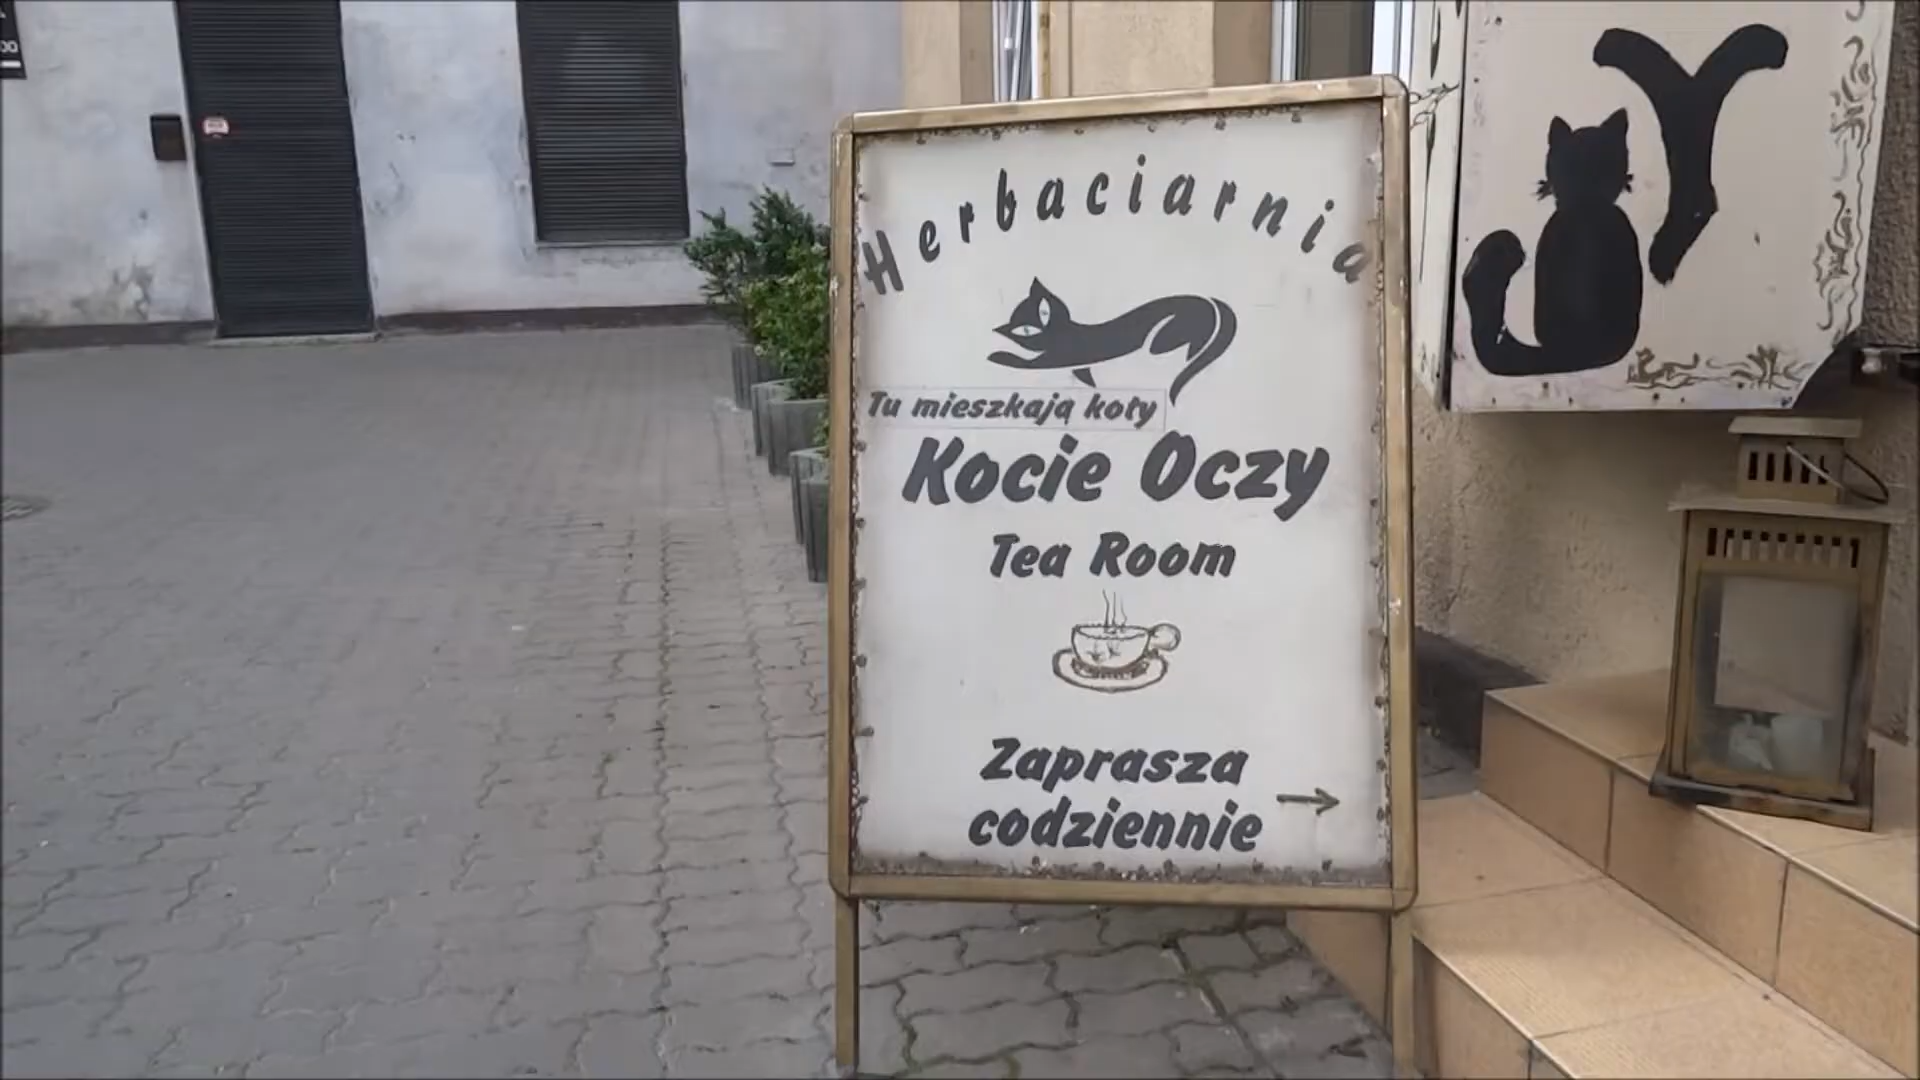 Herbaciarnia
Tu mieszkają koty
Kocie Oczy
Tea Room
Zaprasza
codziennie